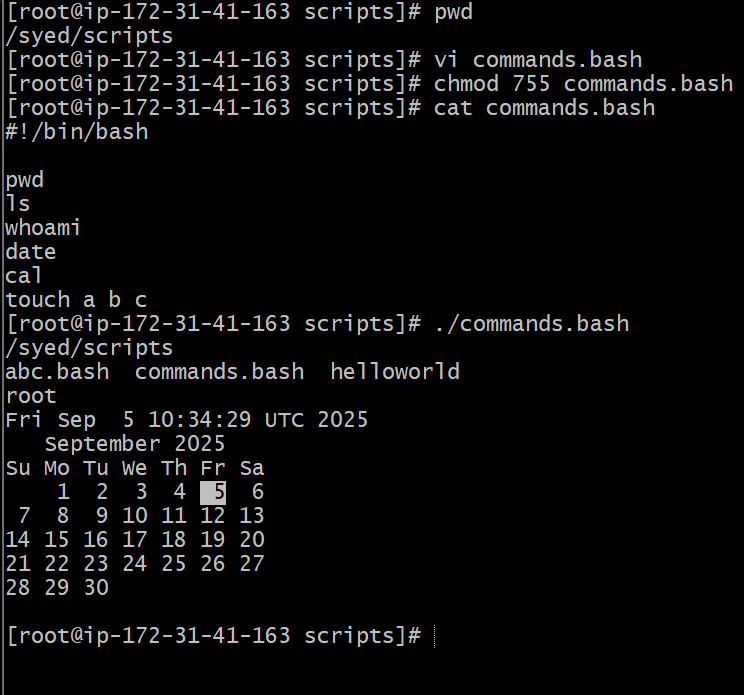 [root@ip-172-31-41-163 scripts]# pwd
/syed/scripts
[root@ip-172-31-41-163 scripts]# vi commands.bash
[root@ip-172-31-41-163 scripts]# chmod 755 commands.bash
[root@ip-172-31-41-163 scripts]# cat commands.bash
#!/bin/bash

pwd
ls
whoami
date
cal
touch a b c
[root@ip-172-31-41-163 scripts]# ./commands.bash
/syed/scripts
abc.bash  commands.bash  helloworld
root
Fri Sep  5 10:34:29 UTC 2025
   September 2025
Su Mo Tu We Th Fr Sa
    1  2  3  4  5  6
 7  8  9 10 11 12 13
14 15 16 17 18 19 20
21 22 23 24 25 26 27
28 29 30

[root@ip-172-31-41-163 scripts]#